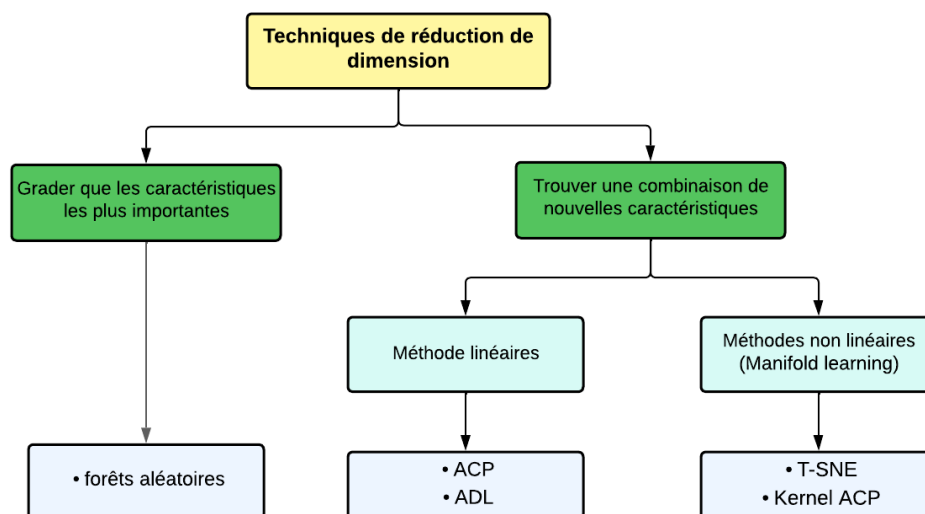 Techniques de réduction de
dimension
Grader que les caractéristiques
les plus importantes
Trouver une combinaison de
nouvelles caractéristiques
Méthode linéaires
Méthodes non linéaires
(Manifold learning)
• forêts aléatoires
• ACP
• ADL
• T-SNE
• Kernel ACP